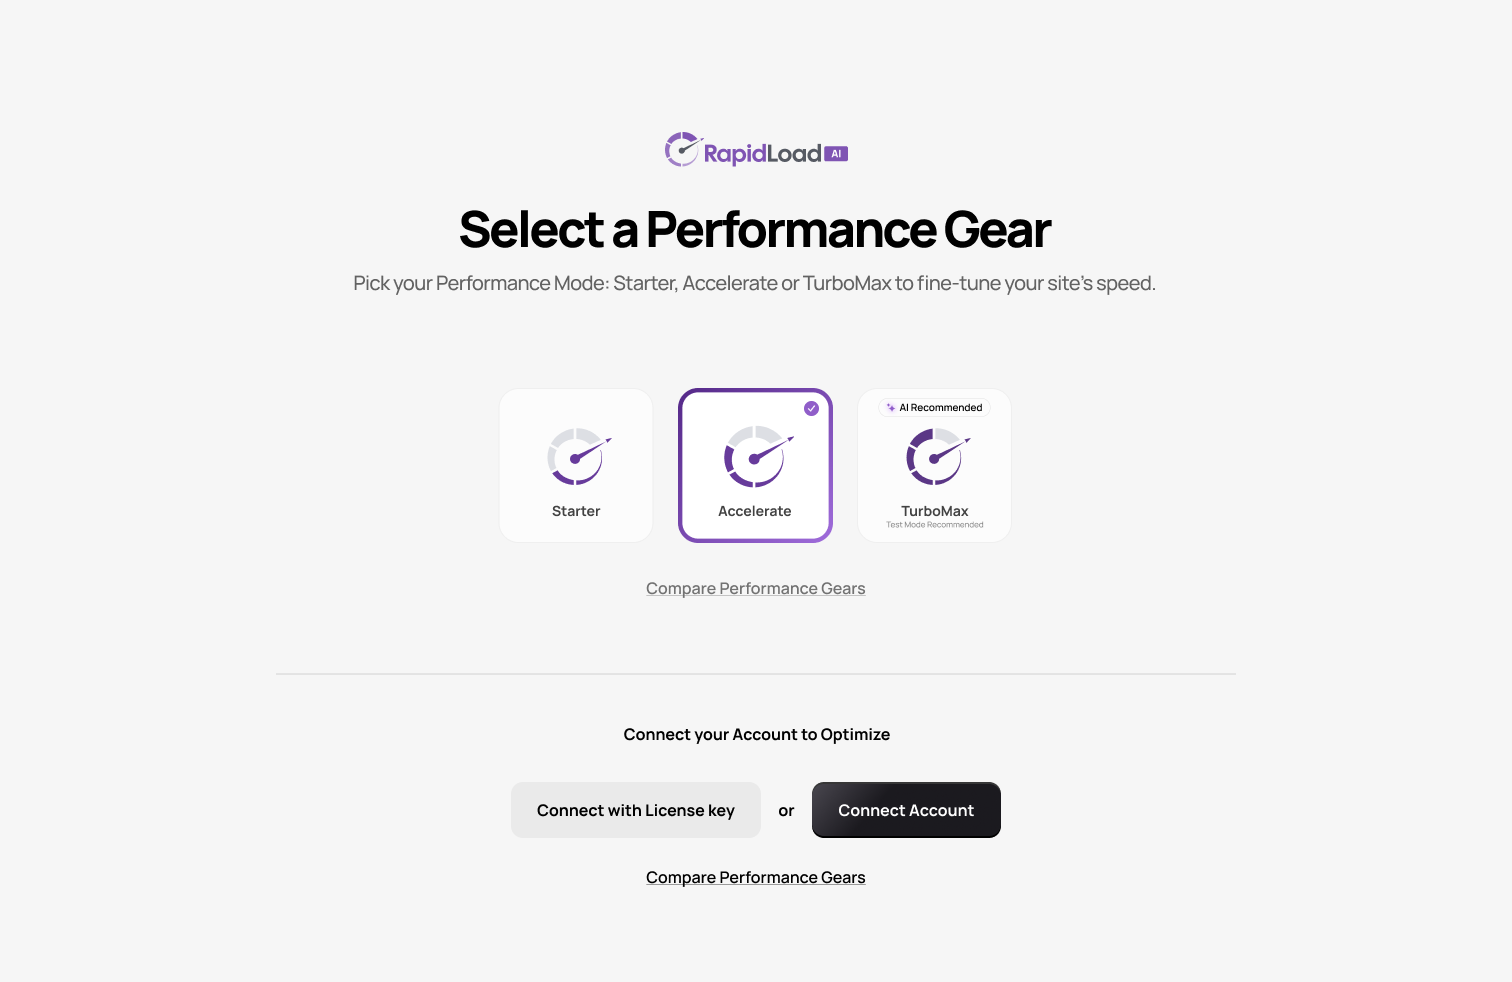 RapidLoad AI
Select a Performance Gear
Pick your Performance Mode: Starter, Accelerate or TurboMax to fine-tune your site's speed.
Starter
Accelerate
AI Recommended
TurboMax
Test Mode Recommended
Compare Performance Gears
Connect your Account to Optimize
Connect with License key
or
Connect Account
Compare Performance Gears